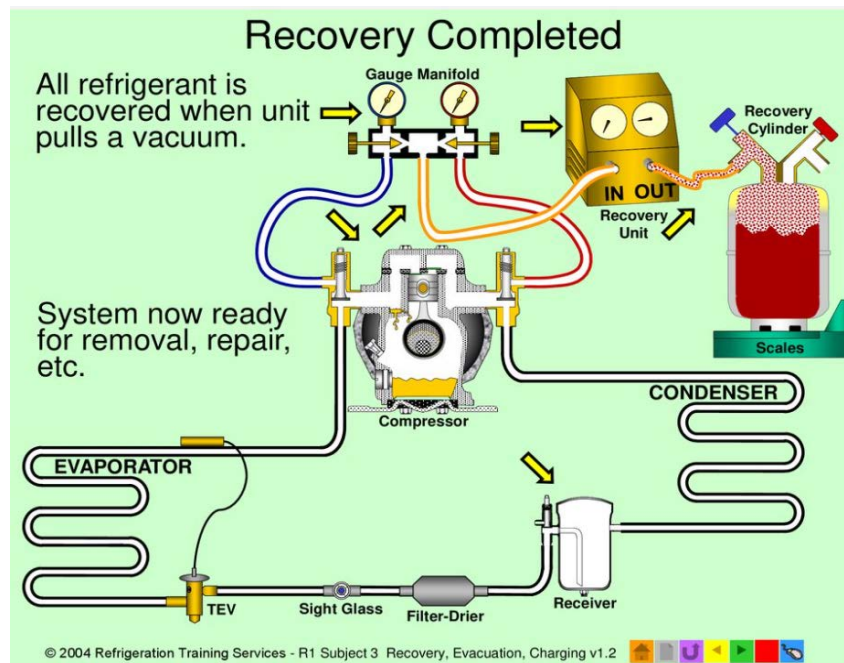 Recovery Completed
All refrigerant is
recovered when unit
pulls a vacuum.
Gauge Manifold
Recovery
Cylinder
IN OUT
Recovery
Unit
System now ready
for removal, repair,
etc.
Scales
CONDENSER
Compressor
EVAPORATOR
TEV
Sight Glass
Filter-Drier
Receiver
© 2004 Refrigeration Training Services - R1 Subject 3 Recovery, Evacuation, Charging v1.2